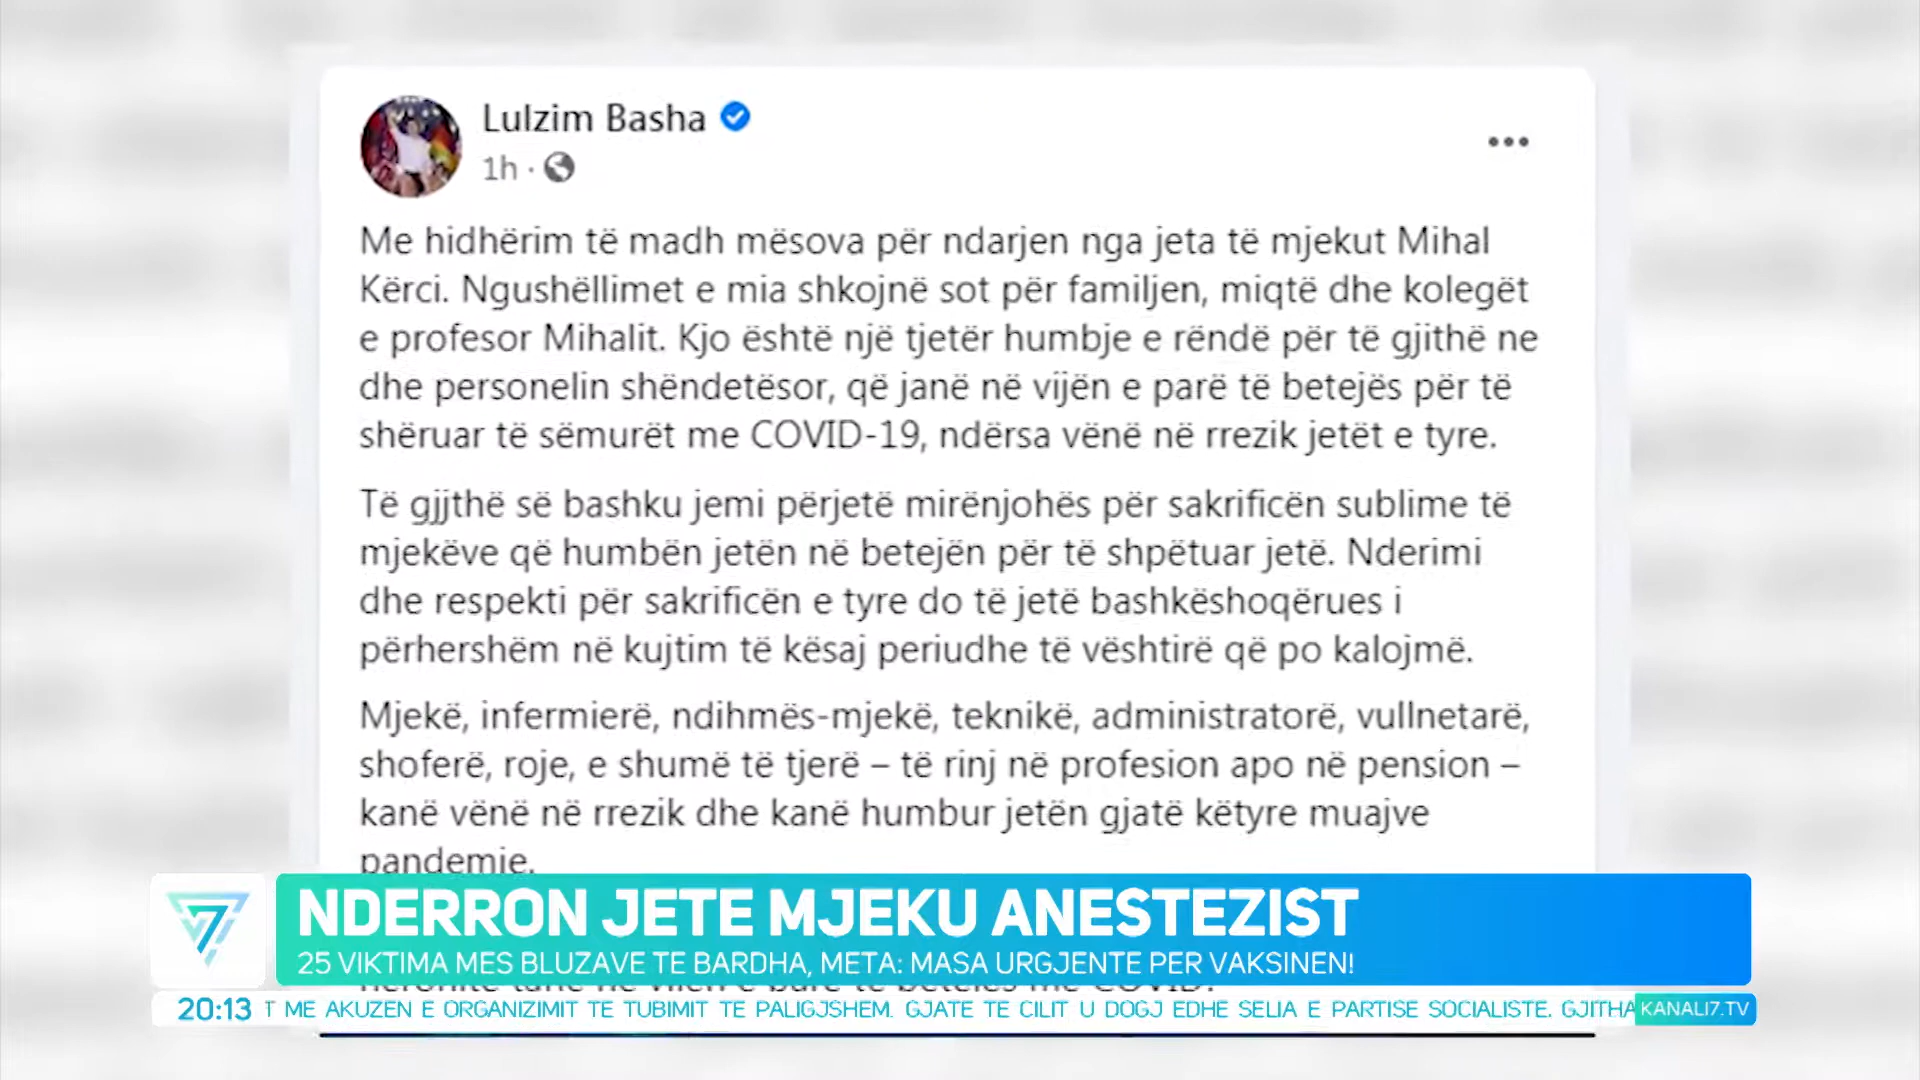 Lulzim Basha
1h ·
Me hidhërim të madh mësova për ndarjen nga jeta të mjekut Mihal
Kërci. Ngushëllimet e mia shkojnë sot për familjen, miqtë dhe kolegët
e profesor Mihalit. Kjo është një tjetër humbje e rëndë për të gjithë ne
dhe personelin shëndetësor, që janë në vijën e parë të betejës për të
shëruar të sëmurët me COVID-19, ndërsa vënë në rrezik jetët e tyre.
Të gjjthë së bashku jemi përjetë mirënjohës për sakrificën sublime të
mjekëve që humbën jetën në betejën për të shpëtuar jetë. Nderimi
dhe respekti për sakrificën e tyre do të jetë bashkëshoqërues i
përhershëm në kujtim të kësaj periudhe të vështirë që po kalojmë.
Mjekë, infermierë, ndihmës-mjekë, teknikë, administratorë, vullnetarë,
shoferë, roje, e shumë të tjerë – të rinj në profesion apo në pension –
kanë vënë në rrezik dhe kanë humbur jetën gjatë këtyre muajve
pandemie.
NDERRON JETE MJEKU ANESTEZIST
25 VIKTIMA MES BLUZAVE TE BARDHA, META: MASA URGJENTE PER VAKSINEN!
20:13 T ME AKUZEN E ORGANIZIMIT TE TUBIMIT TE PALIGJSHEM. GJATE TE CILIT U DOGJ EDHE SELIA E PARTISE SOCIALISTE. GJITHA KANALI7.TV